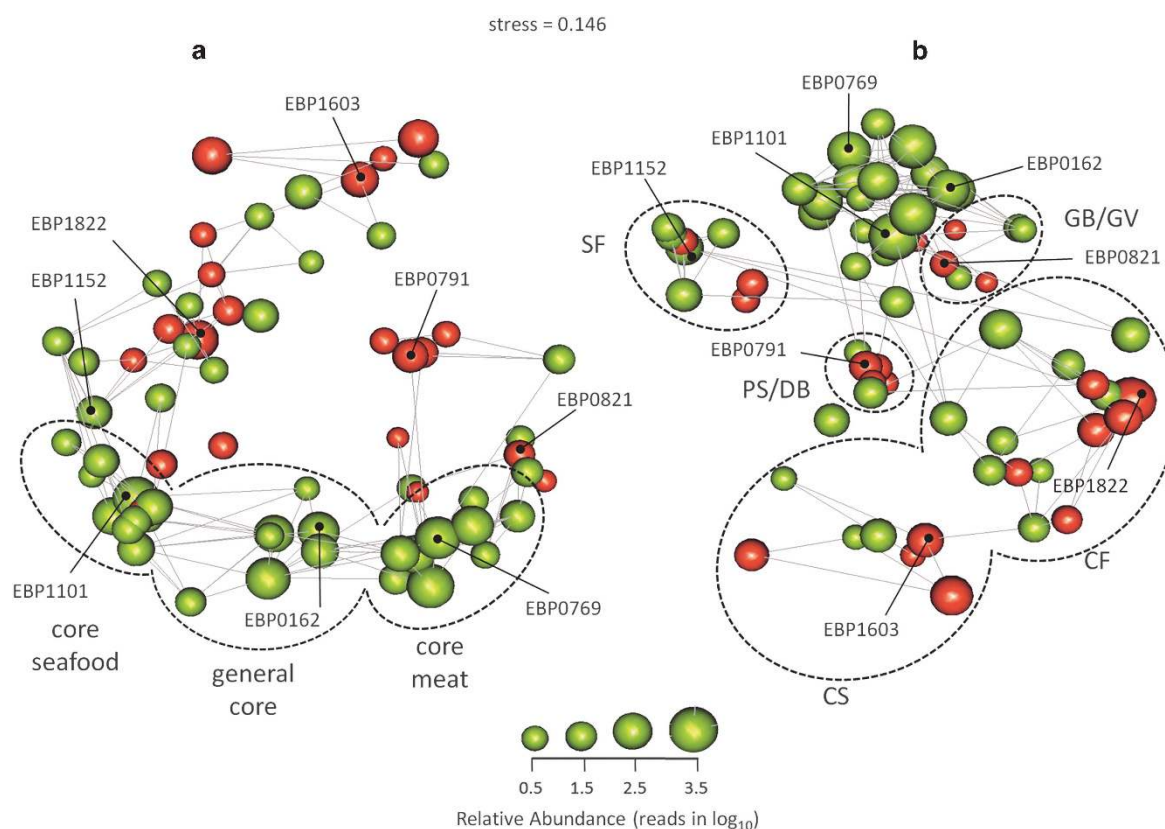 stress = 0.146
a
EBP1603
EBP1822
EBP1152
EBP0791
EBP0821
EBP1101
EBP0162
EBP0769
core
seafood
general
core
core
meat
b
EBP0769
EBP1101
EBP1152
EBP0162
SF
GB/GV
EBP0821
EBP0791
PS/DB
EBP1822
CF
EBP1603
CS
0.5 1.5 2.5 3.5
Relative Abundance (reads in log10)